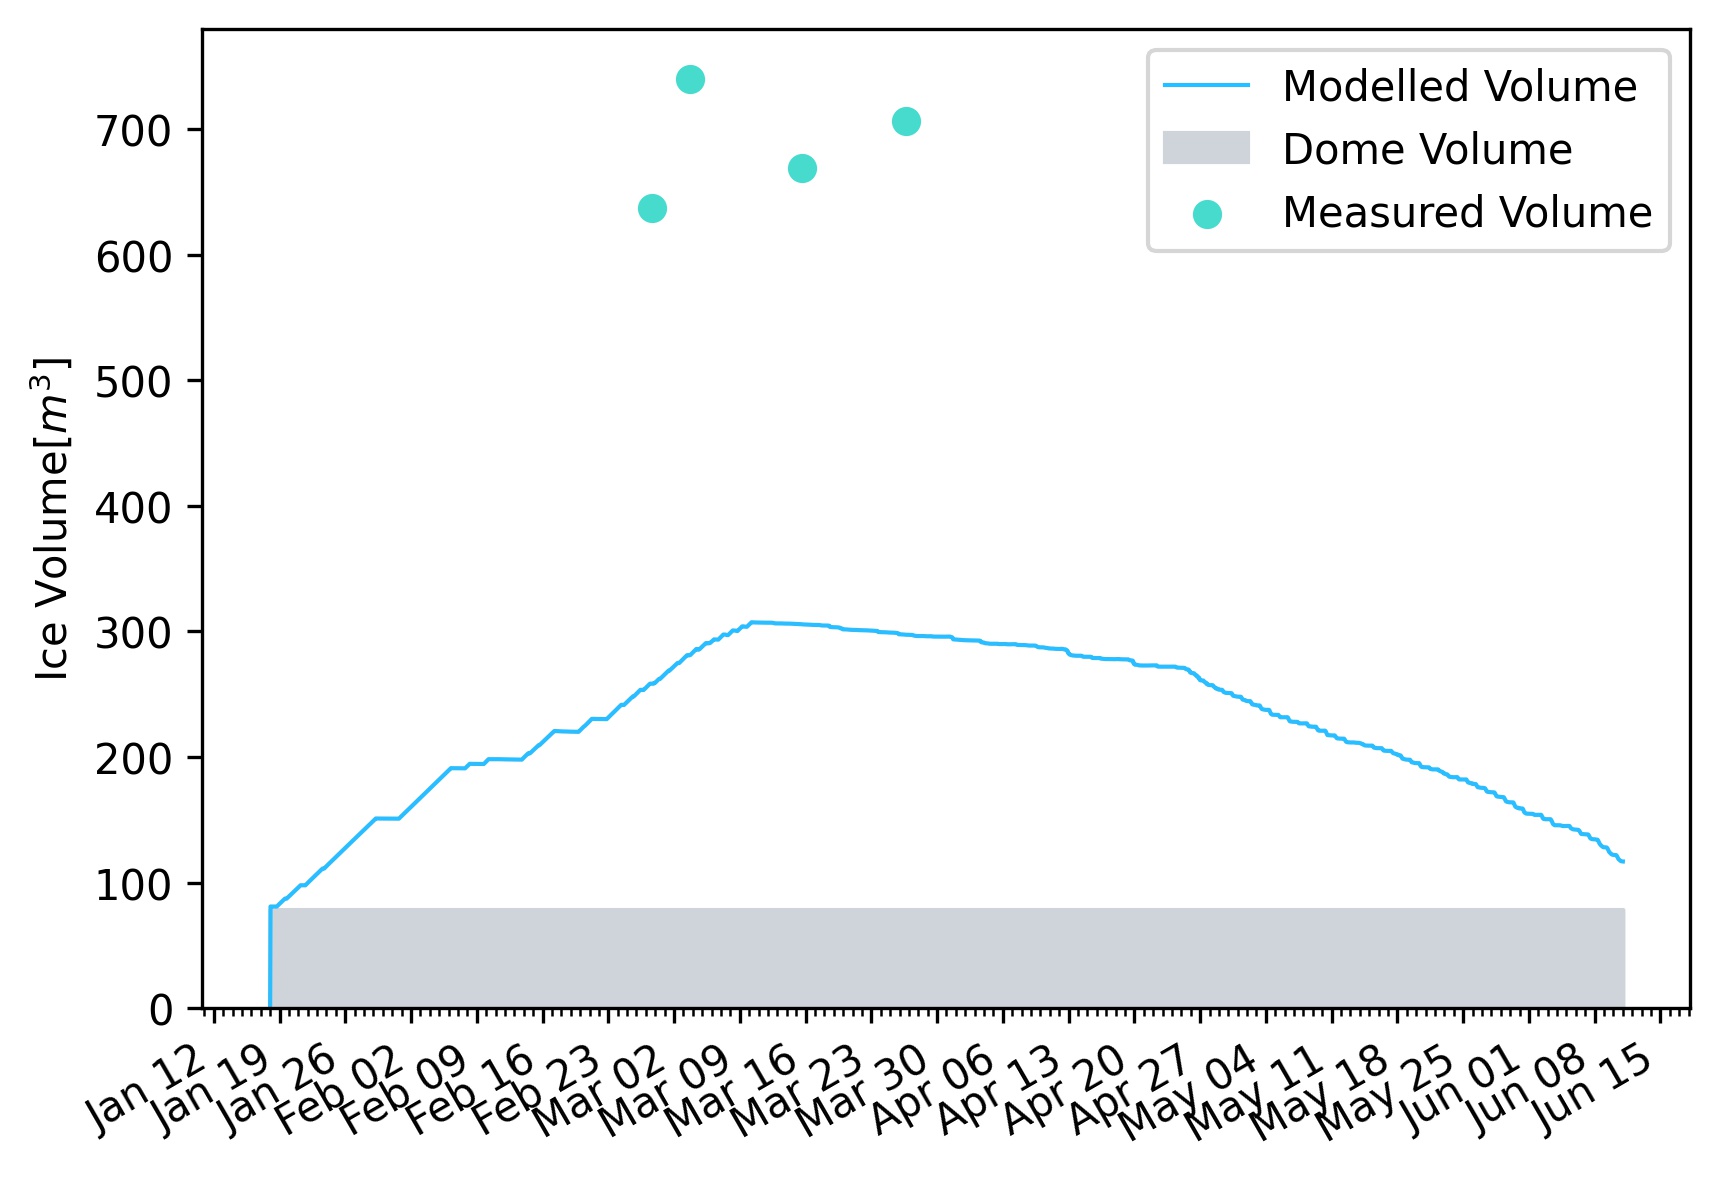 Modelled Volume
Dome Volume
Measured Volume
Ice Volume[m³]
700
600
500
400
300
200
100
0
Jan 12
Jan 19
Jan 26
Feb 02
Feb 09
Feb 16
Feb 23
Mar 02
Mar 09
Mar 16
Mar 23
Mar 30
Apr 06
Apr 13
Apr 20
Apr 27
May 04
May 11
May 18
May 25
Jun 01
Jun 08
Jun 15